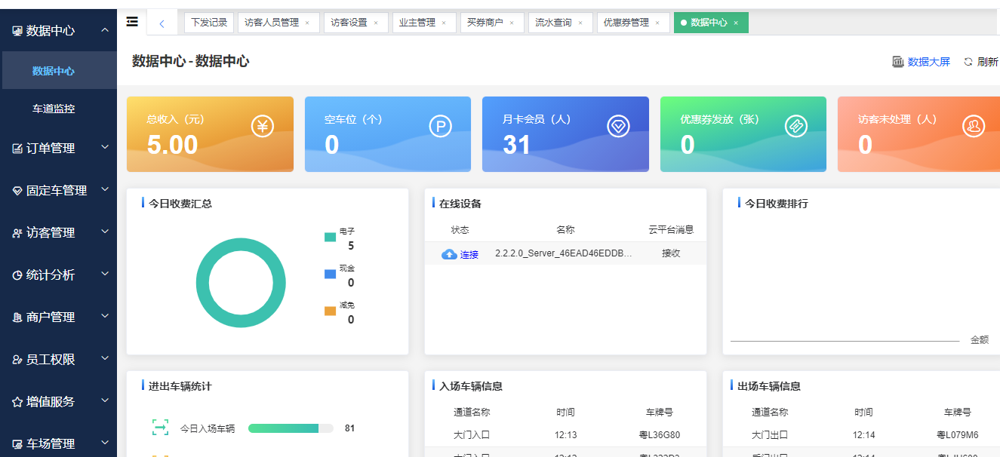 数据中心
数据中心
车道监控
订单管理
固定车管理
访客管理
统计分析
商户管理
员工权限
增值服务
车场管理
下发记录 访客人员管理 × 访客设置 × 业主管理 × 买券商户 × 流水查询 × 优惠券管理 × 数据中心 ×
数据中心 - 数据中心
数据大屏 刷新
总收入（元）
5.00
空车位（个）
0
P
月卡会员（人）
31
优惠券发放（张）
0
访客未处理（人）
0
今日收费汇总
电子
5
现金
0
减免
0
在线设备
状态 名称 云平台消息
连接 2.2.2.0_Server_46EAD46EDDB... 接收
今日收费排行
金额
进出车辆统计
今日入场车辆 81
入场车辆信息
通道名称 时间 车牌号
大门入口 12:13 粤L36G80
出场车辆信息
通道名称 时间 车牌号
大门出口 12:14 粤L079M6